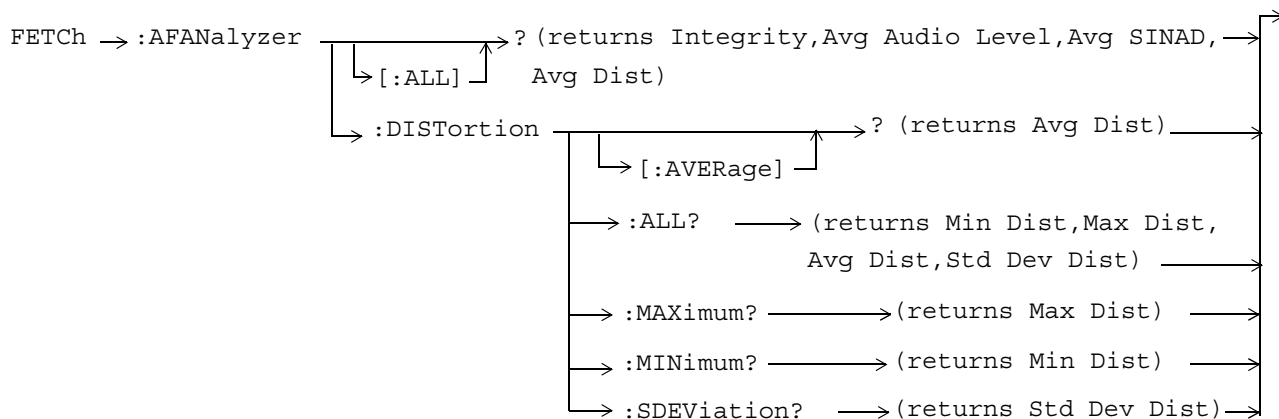 FETCh :AFANalyzer ? (returns Integrity,Avg Audio Level,Avg SINAD,
[:ALL] Avg Dist)
:DISTortion ? (returns Avg Dist)
[:AVERage]
:ALL? (returns Min Dist,Max Dist,
Avg Dist,Std Dev Dist)
:MAXimum? (returns Max Dist)
:MINimum? (returns Min Dist)
:SDEViation? (returns Std Dev Dist)